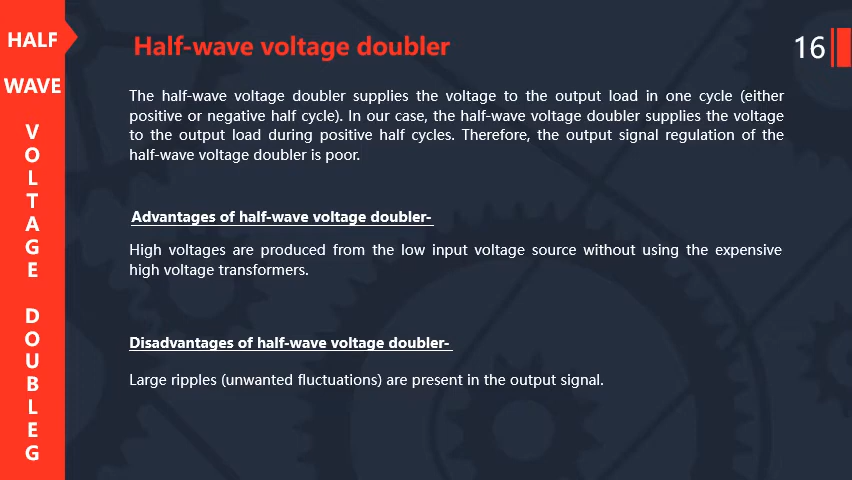 HALF
WAVE
V
O
L
T
A
G
E
D
O
U
B
L
E
G
Half-wave voltage doubler
16
The half-wave voltage doubler supplies the voltage to the output load in one cycle (either
positive or negative half cycle). In our case, the half-wave voltage doubler supplies the voltage
to the output load during positive half cycles. Therefore, the output signal regulation of the
half-wave voltage doubler is poor.
Advantages of half-wave voltage doubler-
High voltages are produced from the low input voltage source without using the expensive
high voltage transformers.
Disadvantages of half-wave voltage doubler-
Large ripples (unwanted fluctuations) are present in the output signal.